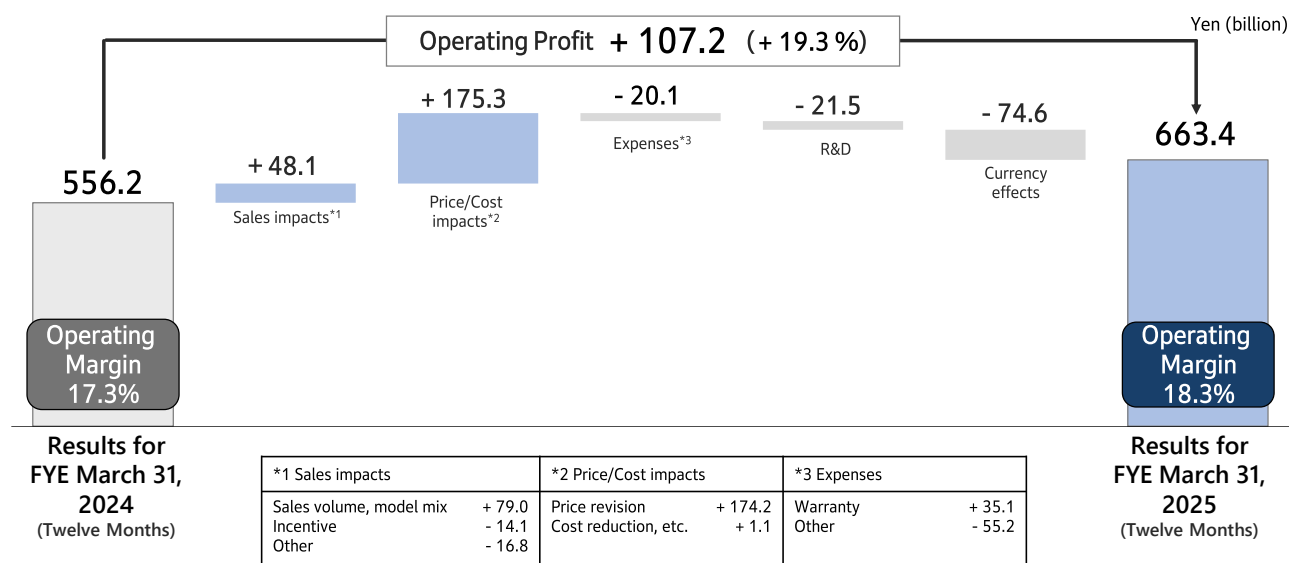 Yen (billion)
Operating Profit + 107.2 (+ 19.3 %)
556.2
+ 48.1
Sales impacts*1
+ 175.3
Price/Cost
impacts*2
- 20.1
Expenses*3
- 21.5
R&D
- 74.6
Currency
effects
663.4
Operating
Margin
17.3%
Operating
Margin
18.3%
Results for
FYE March 31,
2024
(Twelve Months)
Results for
FYE March 31,
2025
(Twelve Months)
*1 Sales impacts
Sales volume, model mix + 79.0
Incentive - 14.1
Other - 16.8
*2 Price/Cost impacts
Price revision + 174.2
Cost reduction, etc. + 1.1
*3 Expenses
Warranty + 35.1
Other - 55.2